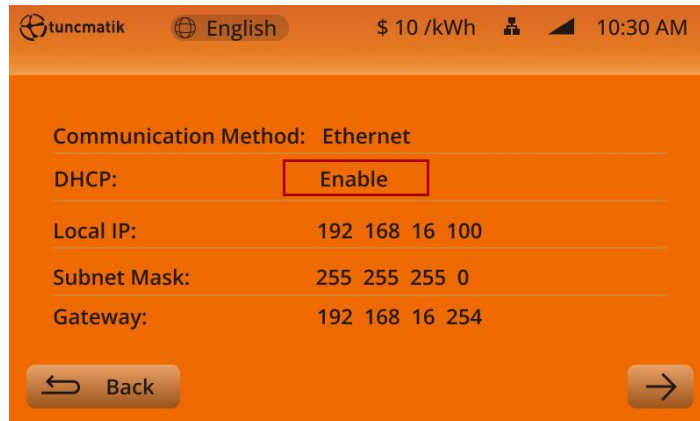 tuncmatik English $ 10 /kWh 10:30 AM
Communication Method: Ethernet
DHCP: Enable
Local IP: 192 168 16 100
Subnet Mask: 255 255 255 0
Gateway: 192 168 16 254
Back